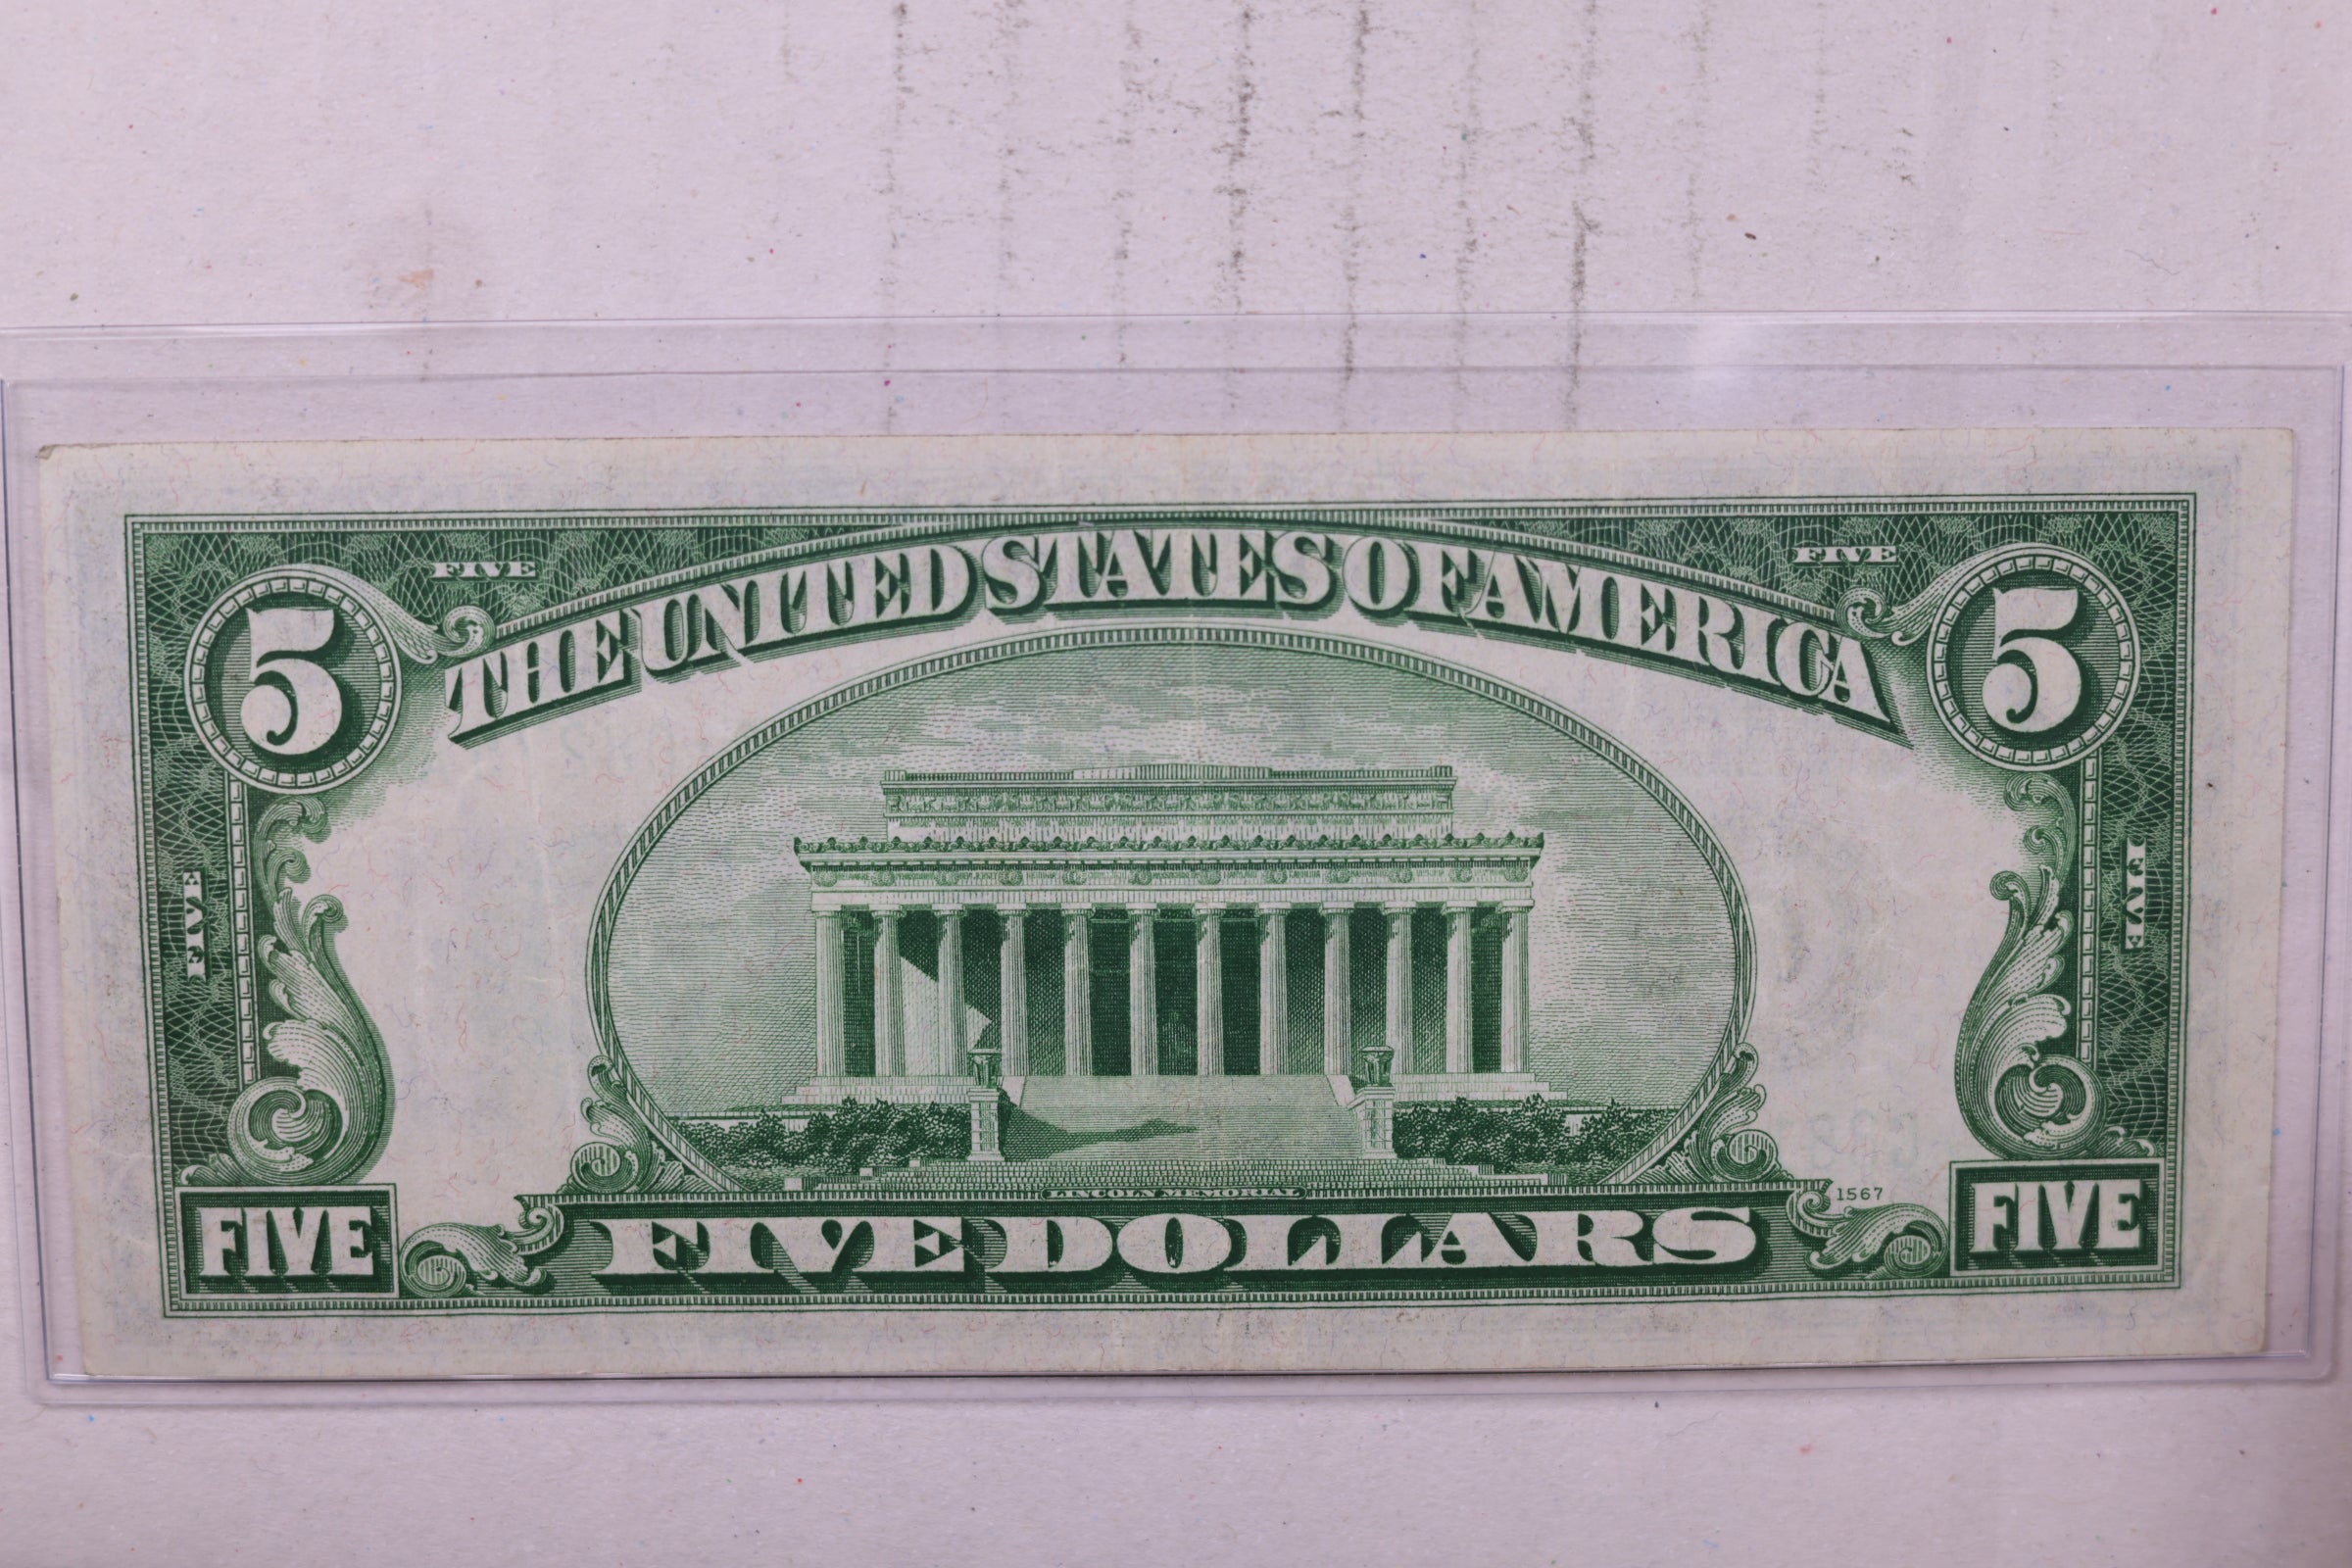 FIVE
FIVE
THE UNITED STATES OF AMERICA
5
5
FIVE
FIVE
LINCOLN MEMORIAL
1567
FIVE
FIVE DOLLARS
FIVE